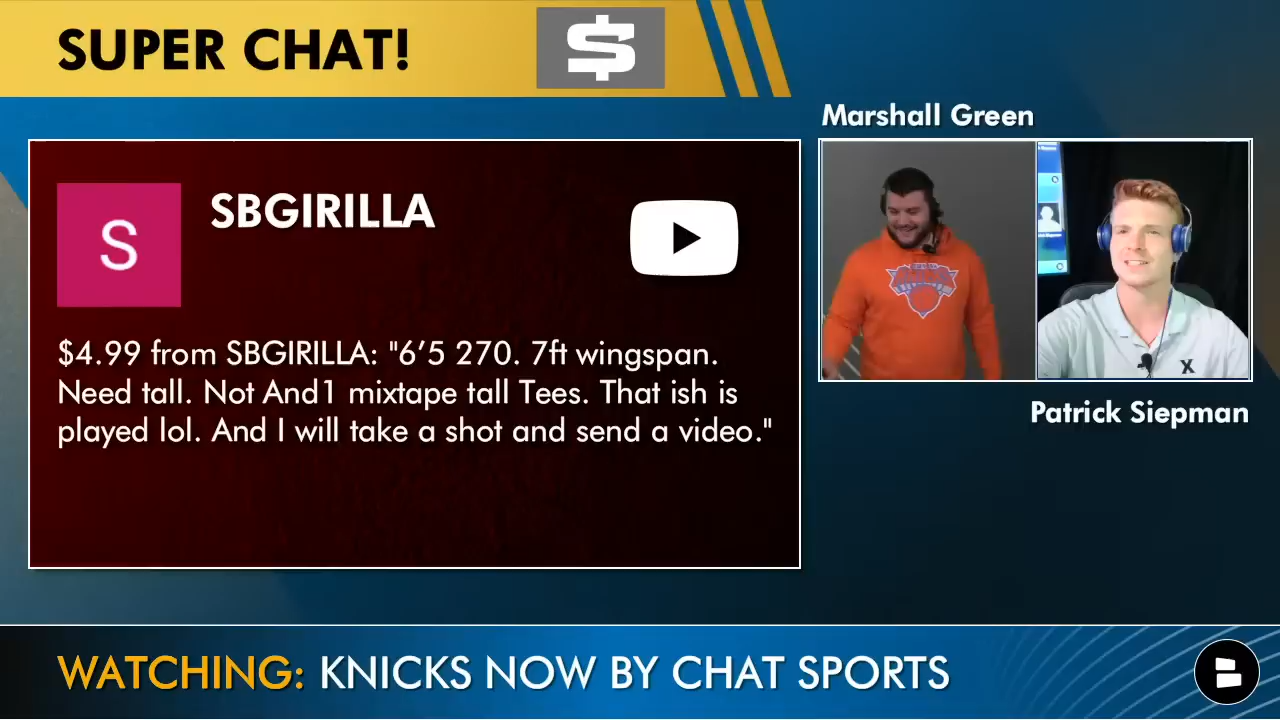 SUPER CHAT!
$
Marshall Green
S
SBGIRILLA
$4.99 from SBGIRILLA: "6’5 270. 7ft wingspan.
Need tall. Not And1 mixtape tall Tees. That ish is
played lol. And I will take a shot and send a video."
X
Patrick Siepman
WATCHING: KNICKS NOW BY CHAT SPORTS